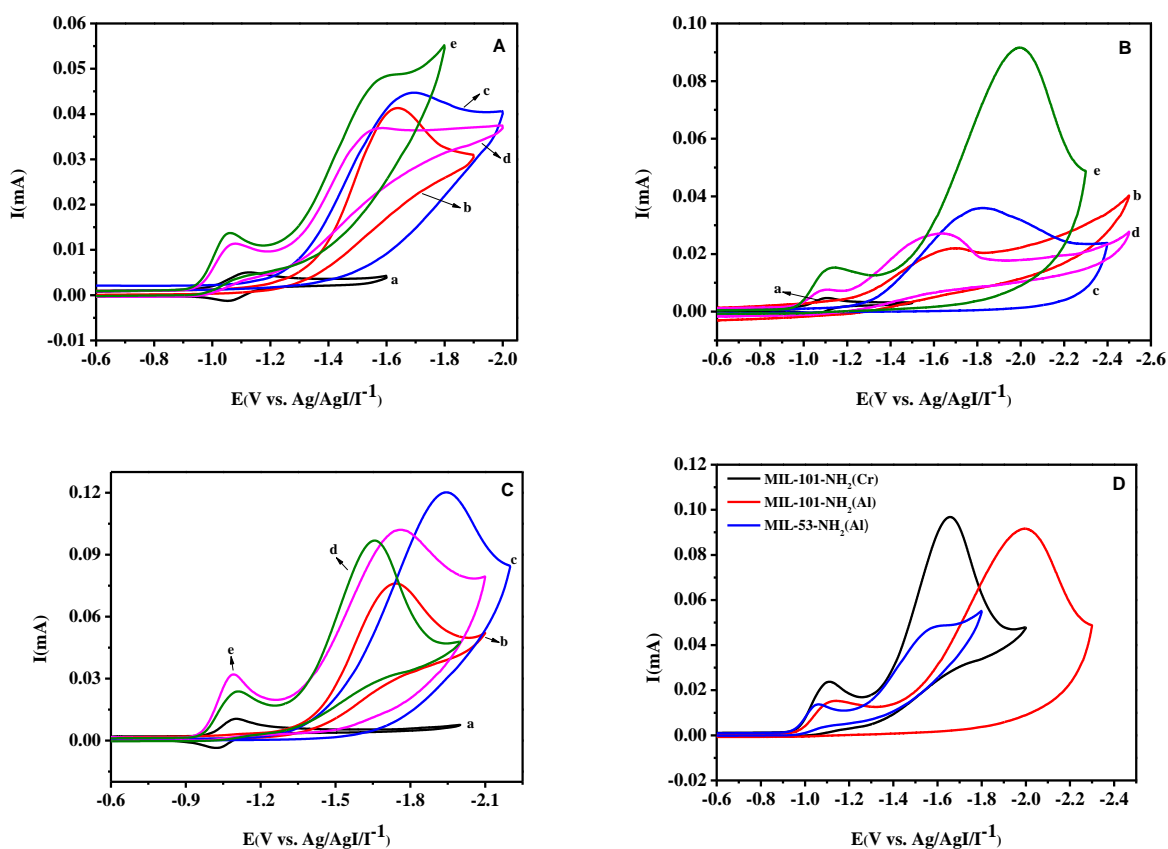 A
I(mA)
0.06
0.05
0.04
0.03
0.02
0.01
0.00
-0.01
e
c
d
b
a
-0.6 -0.8 -1.0 -1.2 -1.4 -1.6 -1.8 -2.0
E(V vs. Ag/AgI/I⁻¹)
B
I(mA)
0.10
0.08
0.06
0.04
0.02
0.00
e
b
d
a
c
-0.6 -0.8 -1.0 -1.2 -1.4 -1.6 -1.8 -2.0 -2.2 -2.4 -2.6
E(V vs. Ag/AgI/I⁻¹)
C
I(mA)
0.12
0.09
0.06
0.03
0.00
d
c
e
b
a
-0.6 -0.9 -1.2 -1.5 -1.8 -2.1
E(V vs. Ag/AgI/I⁻¹)
D
MIL-101-NH₂(Cr)
MIL-101-NH₂(Al)
MIL-53-NH₂(Al)
I(mA)
0.12
0.10
0.08
0.06
0.04
0.02
0.00
-0.02
-0.6 -0.8 -1.0 -1.2 -1.4 -1.6 -1.8 -2.0 -2.2 -2.4
E(V vs. Ag/AgI/I⁻¹)